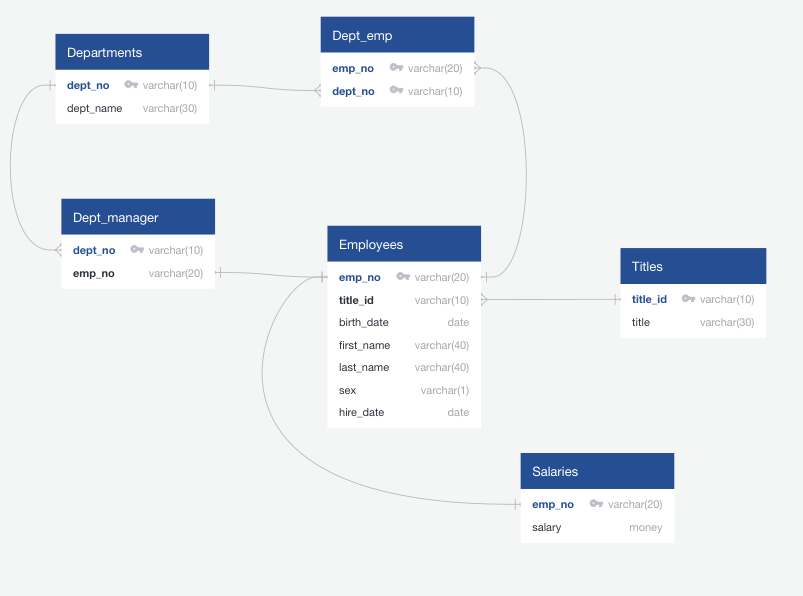 Departments
dept_no varchar(10)
dept_name varchar(30)
Dept_emp
emp_no varchar(20)
dept_no varchar(10)
Dept_manager
dept_no varchar(10)
emp_no varchar(20)
Employees
emp_no varchar(20)
title_id varchar(10)
birth_date date
first_name varchar(40)
last_name varchar(40)
sex varchar(1)
hire_date date
Titles
title_id varchar(10)
title varchar(30)
Salaries
emp_no varchar(20)
salary money